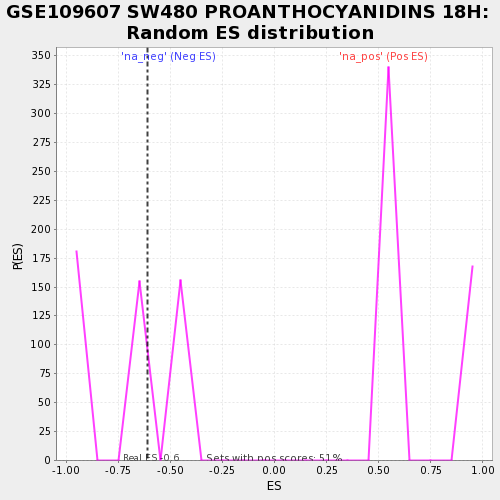 GSE109607 SW480 PROANTHOCYANIDINS 18H:
Random ES distribution
'na_neg' (Neg ES)
'na_pos' (Pos ES)
350
325
300
275
250
225
200
175
150
125
100
75
50
25
0
P(ES)
Real ES -0.6
Sets with pos scores: 51%
-1.00 -0.75 -0.50 -0.25 0.00 0.25 0.50 0.75 1.00
ES